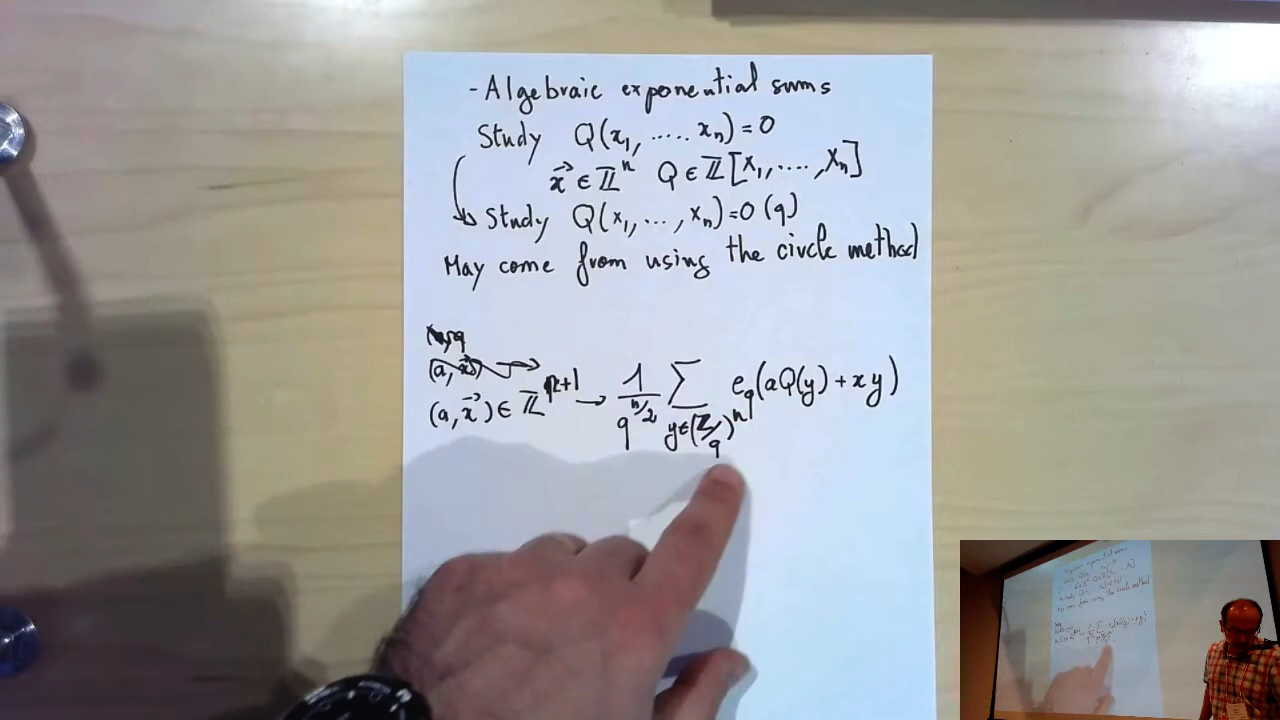 - Algebraic exponential sums
Study Q(x₁, ..... xₙ) = 0
x⃗ ∈ ℤⁿ Q ∈ ℤ[X₁, ...., Xₙ]
↳ Study Q(x₁, ..., xₙ) = 0 (q)
May come from using the circle method
(a, x⃗) ∈ ℤⁿ⁺¹ → 1/q^{n/2} ∑_{y∈(ℤ/q)ⁿ} e_q(aQ(y) + xy)